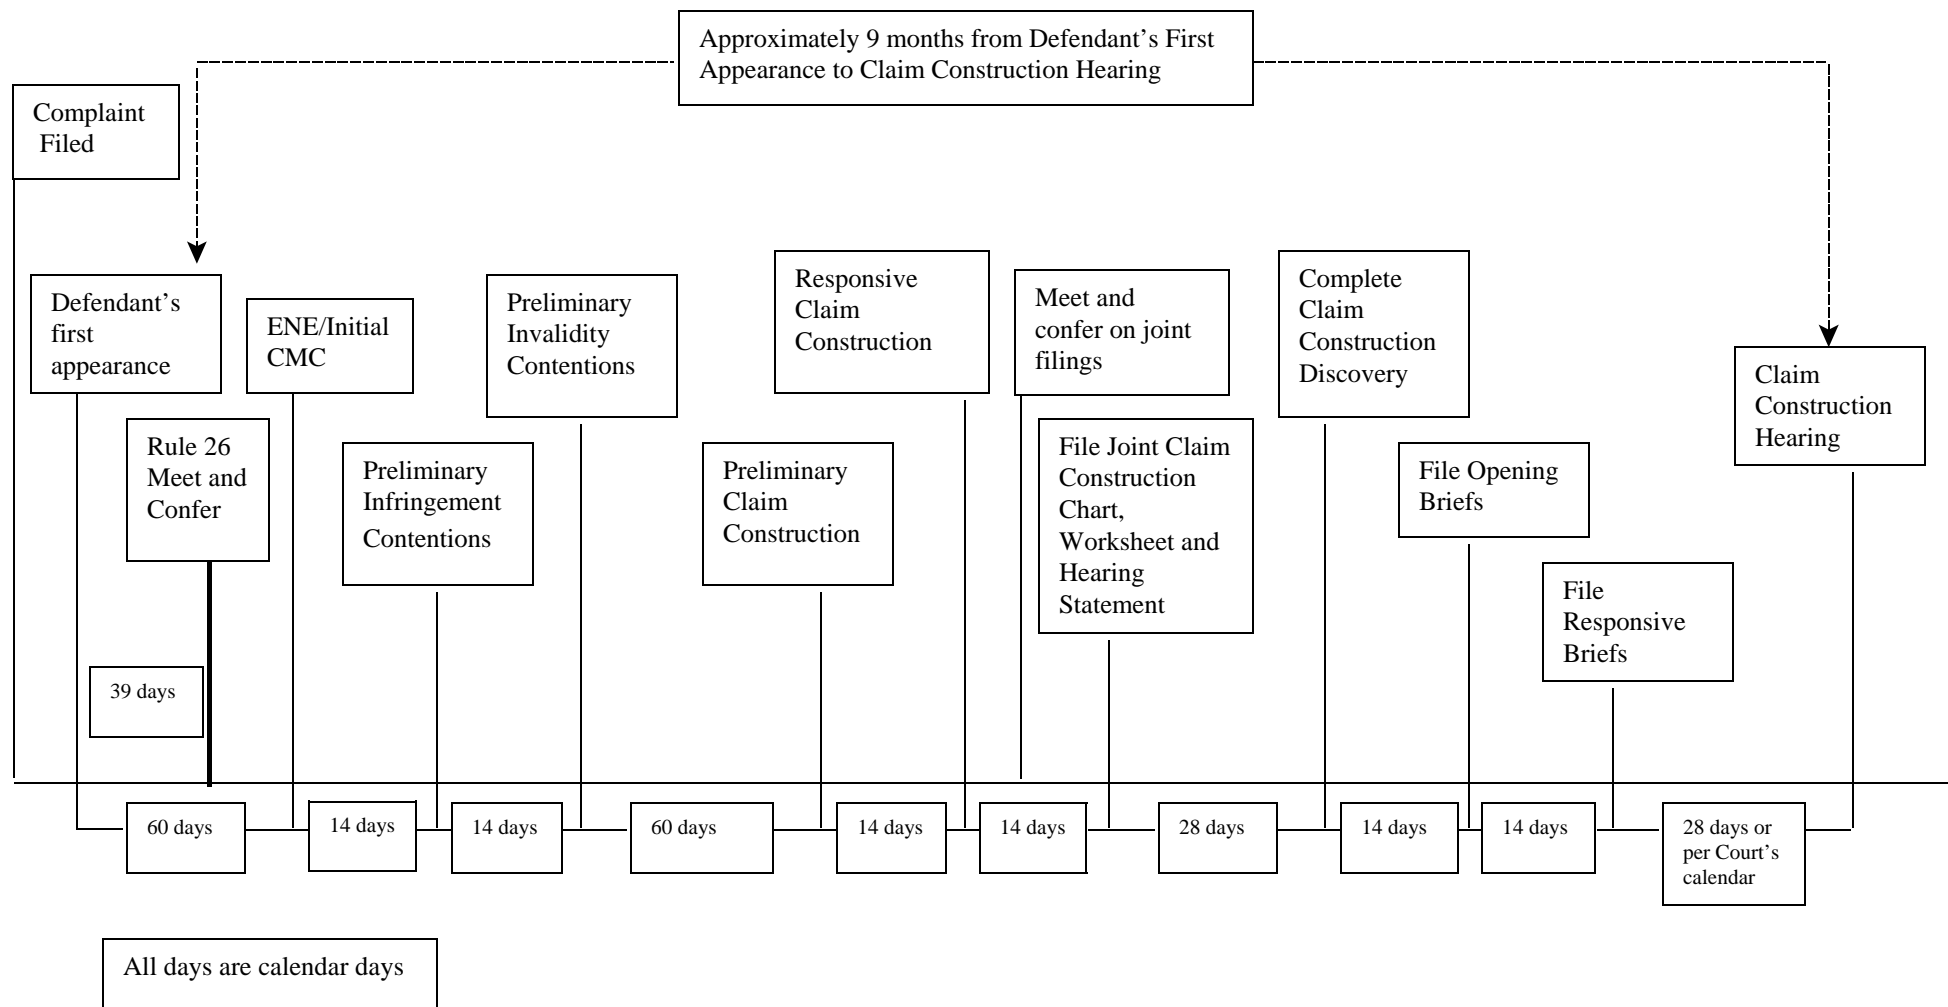 Approximately 9 months from Defendant’s First
Appearance to Claim Construction Hearing
Complaint
Filed
Defendant’s
first
appearance
Rule 26
Meet and
Confer
39 days
ENE/Initial
CMC
Preliminary
Infringement
Contentions
Preliminary
Invalidity
Contentions
Preliminary
Claim
Construction
Responsive
Claim
Construction
Meet and
confer on joint
filings
File Joint Claim
Construction
Chart,
Worksheet and
Hearing
Statement
Complete
Claim
Construction
Discovery
File Opening
Briefs
File
Responsive
Briefs
Claim
Construction
Hearing
60 days
14 days
14 days
60 days
14 days
14 days
28 days
14 days
14 days
28 days or
per Court’s
calendar
All days are calendar days